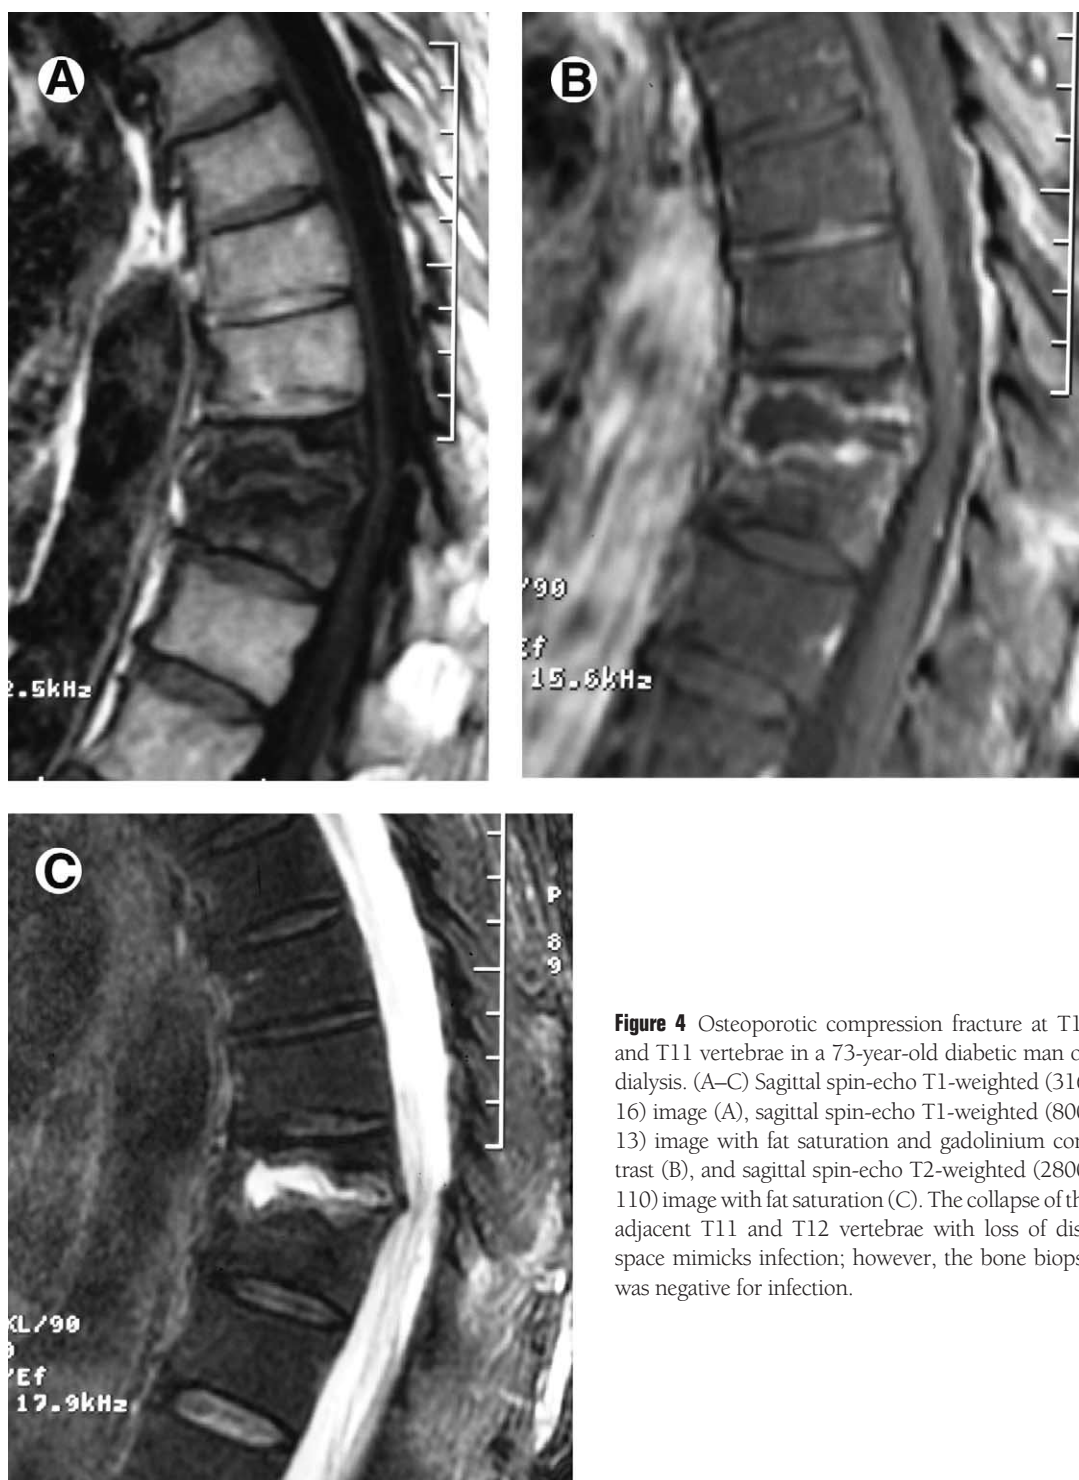 A
B
2.5kHz
/90
Ef
15.6kHz
C
P
8
9
XL/90
/Ef
17.9kHz
Figure 4 Osteoporotic compression fracture at T1
and T11 vertebrae in a 73-year-old diabetic man o
dialysis. (A–C) Sagittal spin-echo T1-weighted (316
16) image (A), sagittal spin-echo T1-weighted (800
13) image with fat saturation and gadolinium con-
trast (B), and sagittal spin-echo T2-weighted (2800
110) image with fat saturation (C). The collapse of th
adjacent T11 and T12 vertebrae with loss of dis
space mimicks infection; however, the bone biops
was negative for infection.